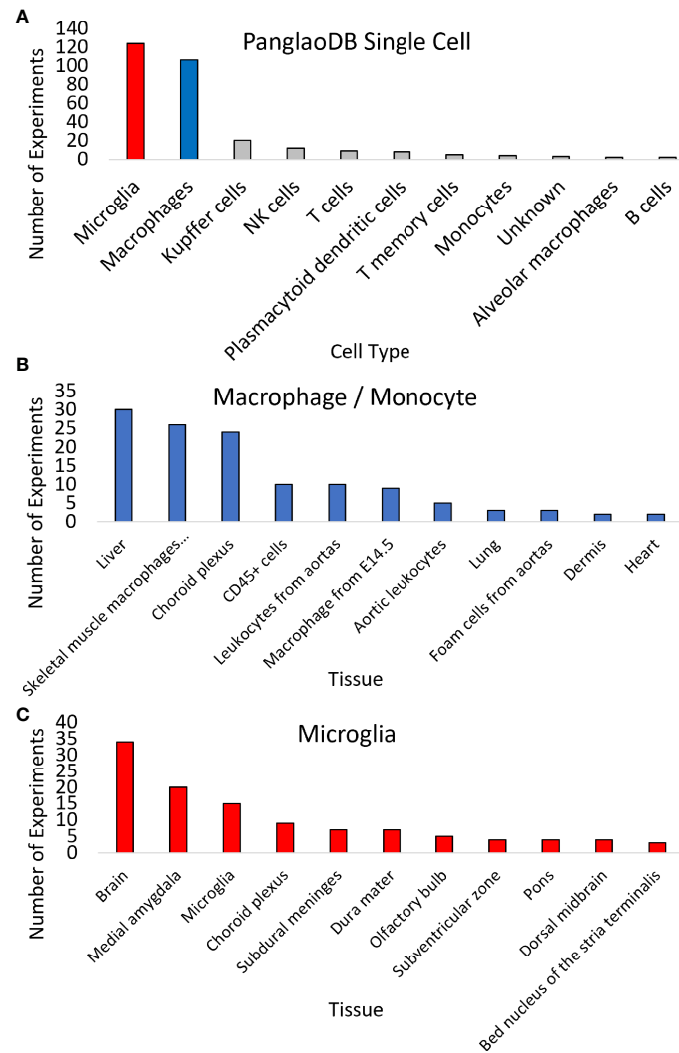 A
PanglaoDB Single Cell
Number of Experiments
140
120
100
80
60
40
20
0
Microglia
Macrophages
Kupffer cells
NK cells
T cells
Plasmacytoid dendritic cells
T memory cells
Monocytes
Unknown
Alveolar macrophages
B cells
Cell Type
B
Macrophage / Monocyte
Number of Experiments
35
30
25
20
15
10
5
0
Liver
Skeletal muscle macrophages...
Choroid plexus
CD45+ cells
Leukocytes from aortas
Macrophage from E14.5
Aortic leukocytes
Lung
Foam cells from aortas
Dermis
Heart
Tissue
C
Microglia
Number of Experiments
40
35
30
25
20
15
10
5
0
Brain
Medial amygdala
Microglia
Choroid plexus
Subdural meninges
Dura mater
Olfactory bulb
Subventricular zone
Pons
Dorsal midbrain
Bed nucleus of the stria terminalis
Tissue